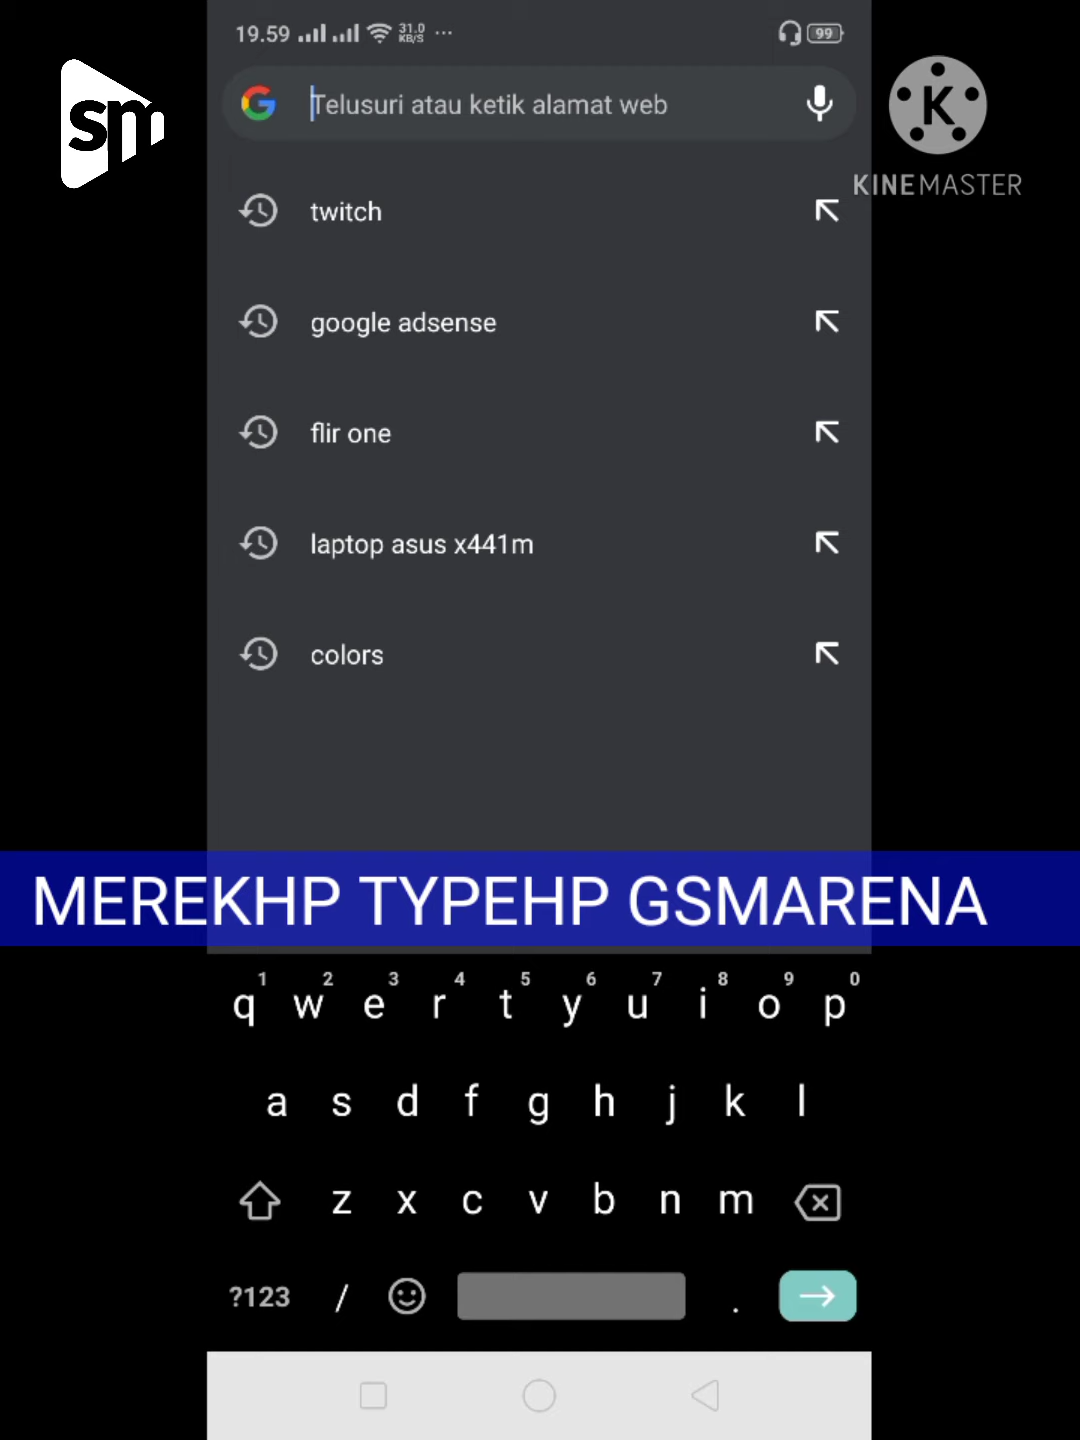 19.59 31.0 KB/S ... 99
sm
Telusuri atau ketik alamat web
K
KINEMASTER
twitch
google adsense
flir one
laptop asus x441m
colors
MEREKHP TYPEHP GSMARENA
1 2 3 4 5 6 7 8 9 0
q w e r t y u i o p
a s d f g h j k l
z x c v b n m
?123 / .